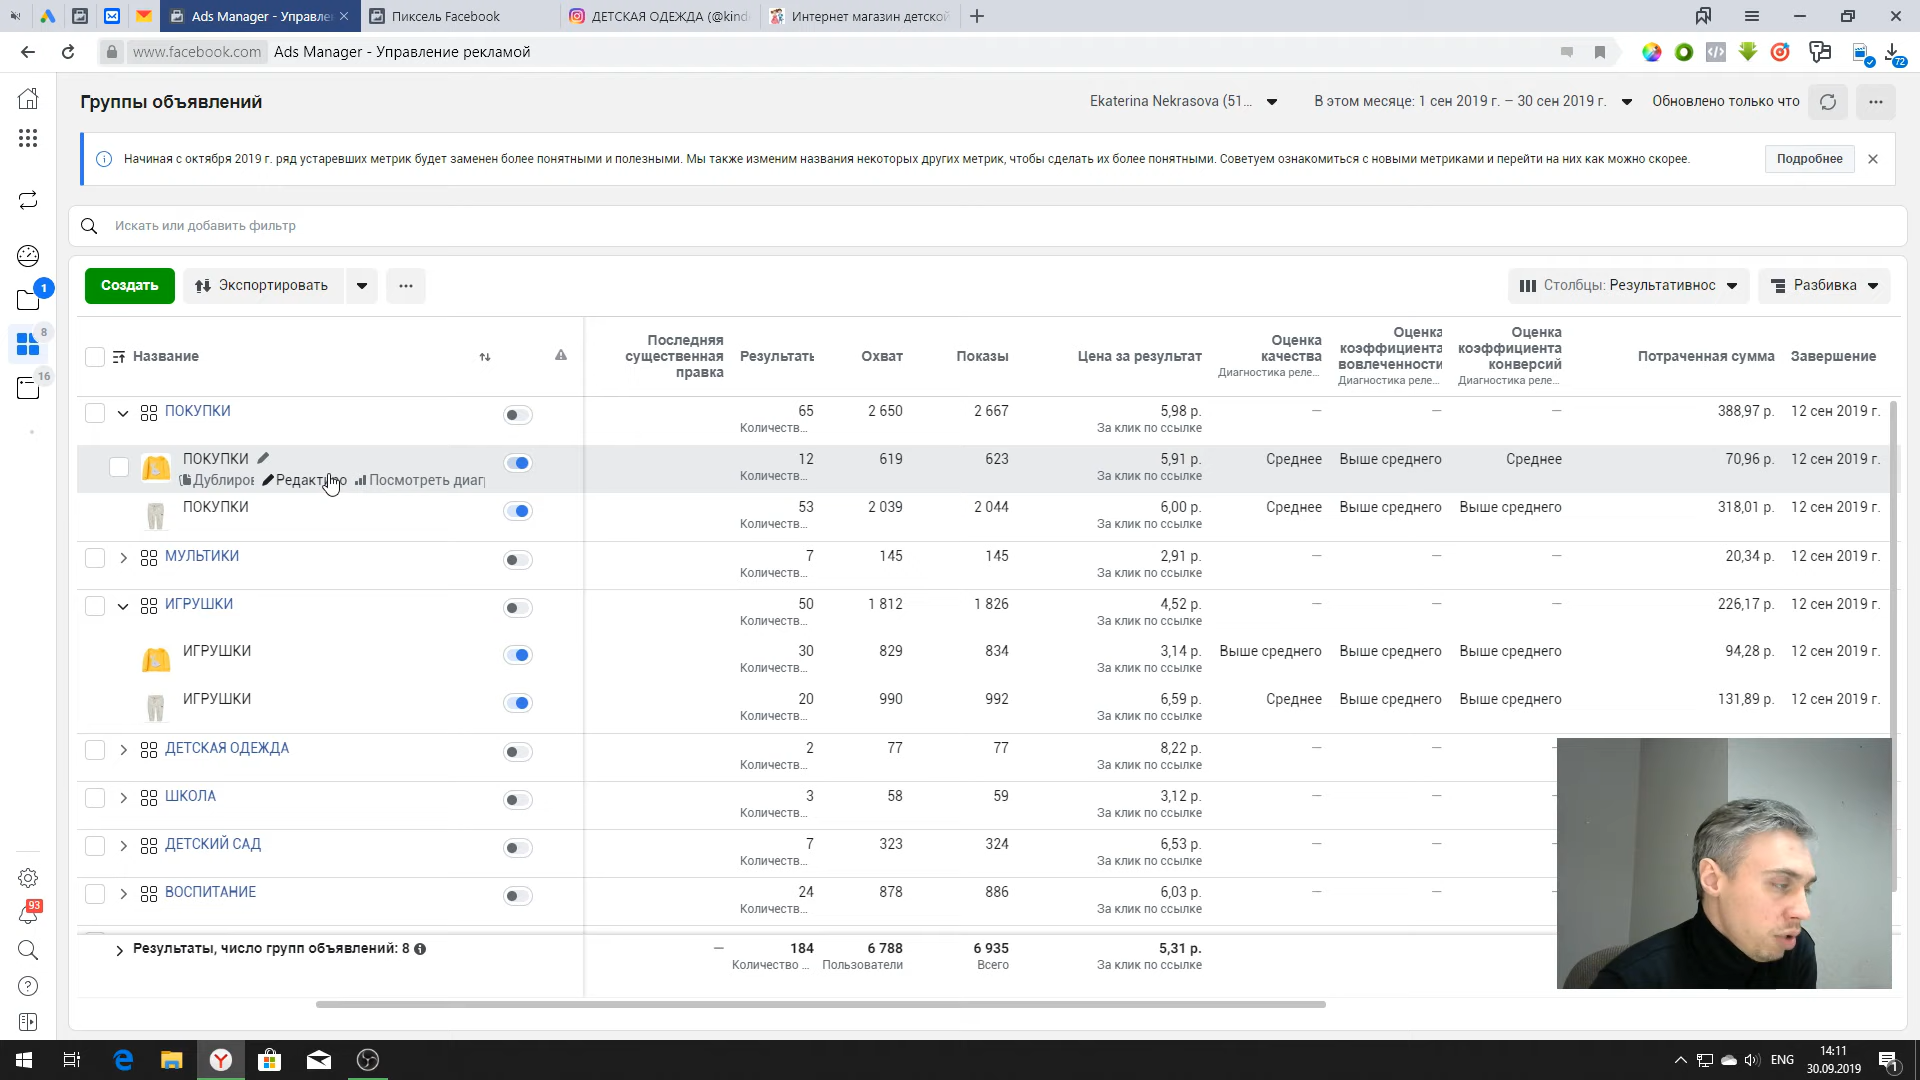 Ads Manager - Управле
Пиксель Facebook
ДЕТСКАЯ ОДЕЖДА (@kind
Интернет магазин детской
www.facebook.com
Ads Manager - Управление рекламой
72
Группы объявлений
Ekaterina Nekrasova (51...
В этом месяце: 1 сен 2019 г. – 30 сен 2019 г.
Обновлено только что
Начиная с октября 2019 г. ряд устаревших метрик будет заменен более понятными и полезными. Мы также изменим названия некоторых других метрик, чтобы сделать их более понятными. Советуем ознакомиться с новыми метриками и перейти на них как можно скорее.
Подробнее
Искать или добавить фильтр
Создать
Экспортировать
Столбцы: Результативнос
Разбивка
1
8
16
93
Название
Последняя
существенная
правка
Результать
Охват
Показы
Цена за результат
Оценка
качества
Диагностика реле...
Оценка
коэффициента
вовлеченности
Диагностика реле...
Оценка
коэффициента
конверсий
Диагностика реле...
Потраченная сумма
Завершение
ПОКУПКИ 65 2 650 2 667 5,98 р. — — — 388,97 р. 12 сен 2019 г.
Количеств... За клик по ссылке
ПОКУПКИ 12 619 623 5,91 р. Среднее Выше среднего Среднее 70,96 р. 12 сен 2019 г.
Дублиров Редактиро Посмотреть диаг Количеств... За клик по ссылке
ПОКУПКИ 53 2 039 2 044 6,00 р. Среднее Выше среднего Выше среднего 318,01 р. 12 сен 2019 г.
Количеств... За клик по ссылке
МУЛЬТИКИ 7 145 145 2,91 р. — — — 20,34 р. 12 сен 2019 г.
Количеств... За клик по ссылке
ИГРУШКИ 50 1 812 1 826 4,52 р. — — — 226,17 р. 12 сен 2019 г.
Количеств... За клик по ссылке
ИГРУШКИ 30 829 834 3,14 р. Выше среднего Выше среднего Выше среднего 94,28 р. 12 сен 2019 г.
Количеств... За клик по ссылке
ИГРУШКИ 20 990 992 6,59 р. Среднее Выше среднего Выше среднего 131,89 р. 12 сен 2019 г.
Количеств... За клик по ссылке
ДЕТСКАЯ ОДЕЖДА 2 77 77 8,22 р. — — —
Количеств... За клик по ссылке
ШКОЛА 3 58 59 3,12 р. — — —
Количеств... За клик по ссылке
ДЕТСКИЙ САД 7 323 324 6,53 р. — — —
Количеств... За клик по ссылке
ВОСПИТАНИЕ 24 878 886 6,03 р. — — —
Количеств... За клик по ссылке
Результаты, число групп объявлений: 8 — 184 6 788 6 935 5,31 р.
Количество ... Пользователи Всего За клик по ссылке
ENG
14:11
30.09.2019
1